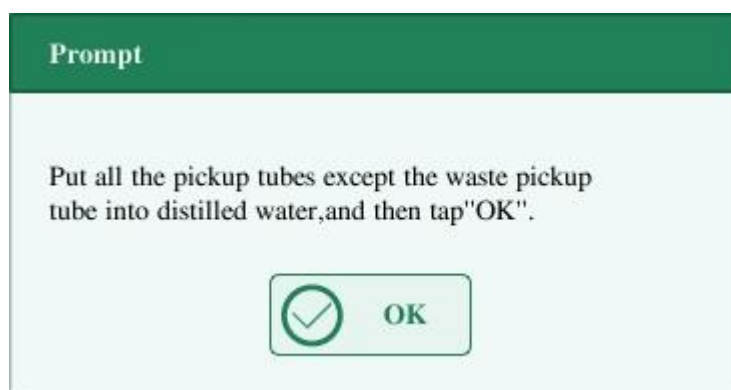 Prompt
Put all the pickup tubes except the waste pickup
tube into distilled water,and then tap"OK".
OK